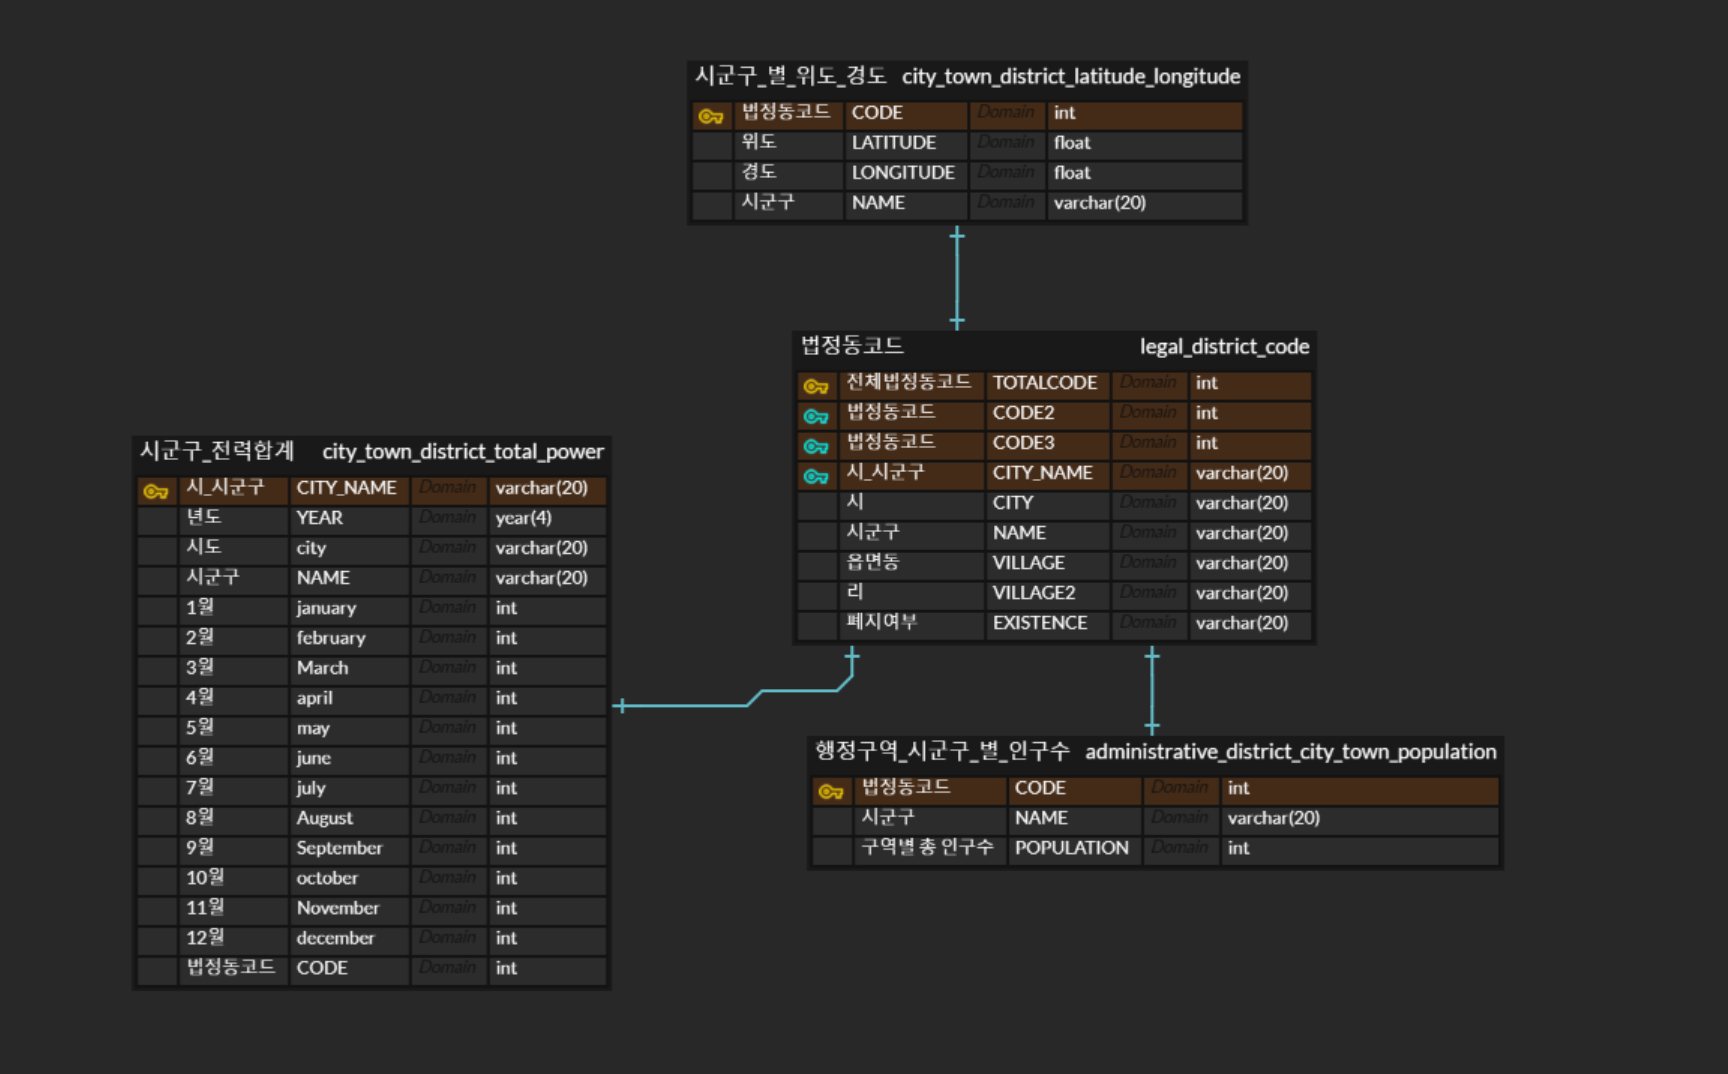 시군구_별_위도_경도 city_town_district_latitude_longitude
법정동코드 CODE Domain int
위도 LATITUDE Domain float
경도 LONGITUDE Domain float
시군구 NAME Domain varchar(20)
법정동코드 legal_district_code
전체법정동코드 TOTALCODE Domain int
법정동코드 CODE2 Domain int
법정동코드 CODE3 Domain int
시_시군구 CITY_NAME Domain varchar(20)
시 CITY Domain varchar(20)
시군구 NAME Domain varchar(20)
읍면동 VILLAGE Domain varchar(20)
리 VILLAGE2 Domain varchar(20)
폐지여부 EXISTENCE Domain varchar(20)
시군구_전력합계 city_town_district_total_power
시_시군구 CITY_NAME Domain varchar(20)
년도 YEAR Domain year(4)
시도 city Domain varchar(20)
시군구 NAME Domain varchar(20)
1월 january Domain int
2월 february Domain int
3월 March Domain int
4월 april Domain int
5월 may Domain int
6월 june Domain int
7월 july Domain int
8월 August Domain int
9월 September Domain int
10월 october Domain int
11월 November Domain int
12월 december Domain int
법정동코드 CODE Domain int
행정구역_시군구_별_인구수 administrative_district_city_town_population
법정동코드 CODE Domain int
시군구 NAME Domain varchar(20)
구역별 총 인구수 POPULATION Domain int